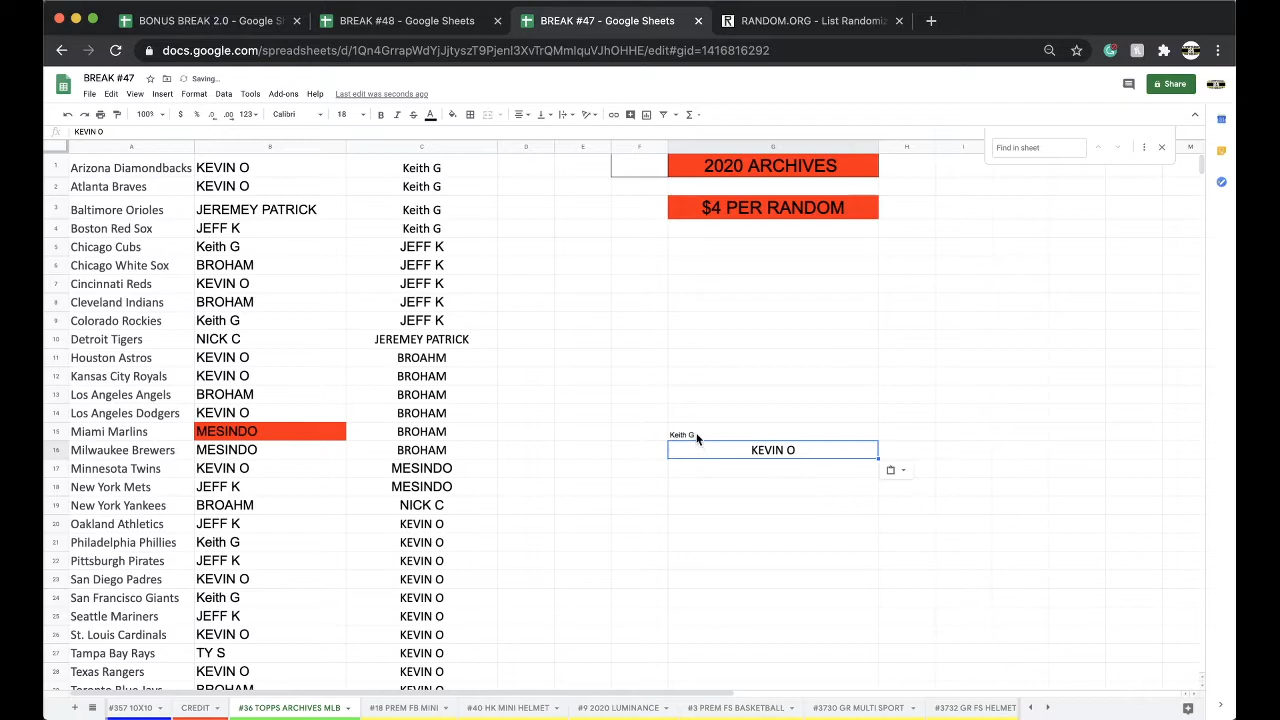 BONUS BREAK 2.0 - Google S
BREAK #48 - Google Sheets
BREAK #47 - Google Sheets
RANDOM.ORG - List Randomiz
docs.google.com/spreadsheets/d/1Qn4GrrapWdYjJjtyszT9PjenI3XvTrQMmIquVJhOHHE/edit#gid=1416816292
BREAK #47 Saving...
File Edit View Insert Format Data Tools Add-ons Help Last edit was seconds ago
Share
100% $ % .0 .00 123 Calibri 18 B I S A
KEVIN O
Find in sheet
A B C D E F G H I M
1 Arizona Diamondbacks KEVIN O Keith G 2020 ARCHIVES
2 Atlanta Braves KEVIN O Keith G
3 Baltimore Orioles JEREMEY PATRICK Keith G $4 PER RANDOM
4 Boston Red Sox JEFF K Keith G
5 Chicago Cubs Keith G JEFF K
6 Chicago White Sox BROHAM JEFF K
7 Cincinnati Reds KEVIN O JEFF K
8 Cleveland Indians BROHAM JEFF K
9 Colorado Rockies Keith G JEFF K
10 Detroit Tigers NICK C JEREMEY PATRICK
11 Houston Astros KEVIN O BROAHM
12 Kansas City Royals KEVIN O BROHAM
13 Los Angeles Angels BROHAM BROHAM
14 Los Angeles Dodgers KEVIN O BROHAM
15 Miami Marlins MESINDO BROHAM Keith G
16 Milwaukee Brewers MESINDO BROHAM KEVIN O
17 Minnesota Twins KEVIN O MESINDO
18 New York Mets JEFF K MESINDO
19 New York Yankees BROAHM NICK C
20 Oakland Athletics JEFF K KEVIN O
21 Philadelphia Phillies Keith G KEVIN O
22 Pittsburgh Pirates JEFF K KEVIN O
23 San Diego Padres KEVIN O KEVIN O
24 San Francisco Giants Keith G KEVIN O
25 Seattle Mariners JEFF K KEVIN O
26 St. Louis Cardinals KEVIN O KEVIN O
27 Tampa Bay Rays TY S KEVIN O
28 Texas Rangers KEVIN O KEVIN O
Toronto Blue Jays BROHAM KEVIN O
#357 10X10 CREDIT #36 TOPPS ARCHIVES MLB #18 PREM FB MINI #40 HK MINI HELMET #9 2020 LUMINANCE #3 PREM FS BASKETBALL #3730 GR MULTI SPORT #3732 GR FS HELMET